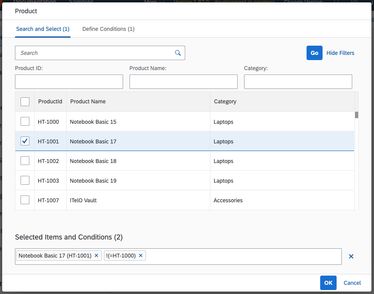 Product
Search and Select (1) Define Conditions (1)
Search Go Hide Filters
Product ID: Product Name: Category:
ProductId Product Name Category
HT-1000 Notebook Basic 15 Laptops
HT-1001 Notebook Basic 17 Laptops
HT-1002 Notebook Basic 18 Laptops
HT-1003 Notebook Basic 19 Laptops
HT-1007 ITelO Vault Accessories
Selected Items and Conditions (2)
Notebook Basic 17 (HT-1001) !(=HT-1000)
OK Cancel